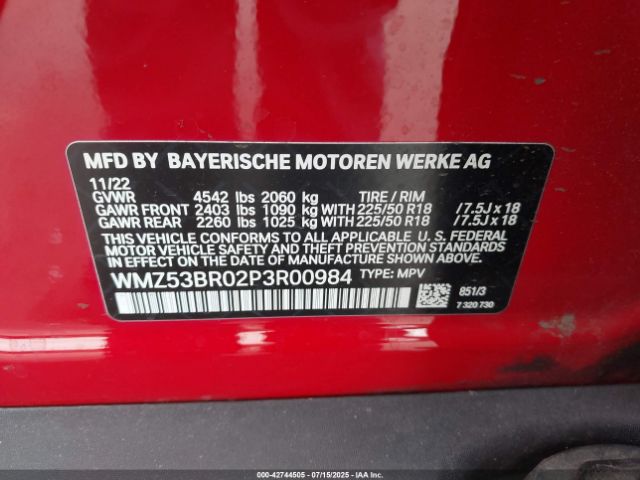 MFD BY BAYERISCHE MOTOREN WERKE AG
11/22
GVWR 4542 lbs 2060 kg TIRE / RIM
GAWR FRONT 2403 lbs 1090 kg WITH 225/50 R18 /7.5J x 18
GAWR REAR 2260 lbs 1025 kg WITH 225/50 R18 /7.5J x 18
THIS VEHICLE CONFORMS TO ALL APPLICABLE U. S. FEDERAL
MOTOR VEHICLE SAFETY AND THEFT PREVENTION STANDARDS
IN EFFECT ON THE DATE OF MANUFACTURE SHOWN ABOVE.
WMZ53BR02P3R00984 TYPE: MPV
851/3
7 320 730
000-42744505 07/15/2025 IAAI.COM